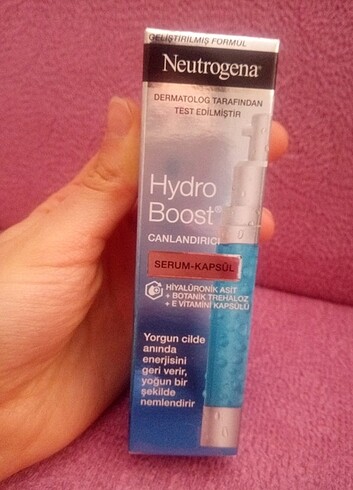 GELİŞTİRİLMİŞ FORMÜL
Neutrogena®
DERMATOLOG TARAFINDAN
TEST EDİLMİŞTİR
Hydro
Boost®
CANLANDIRICI
SERUM-KAPSÜL
HİYALÜRONİK ASİT
+ BOTANİK TREHALOZ
+ E VİTAMİNİ KAPSÜLÜ
Yorgun cilde
anında
enerjisini
geri verir,
yoğun bir
şekilde
nemlendirir